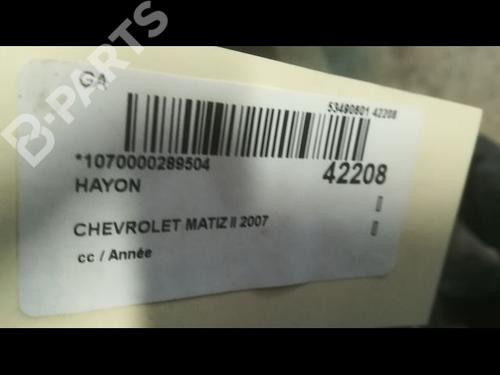 GA
B-PARTS
53490801 42208
*1070000289504
42208
HAYON
CHEVROLET MATIZ II 2007
cc / Année